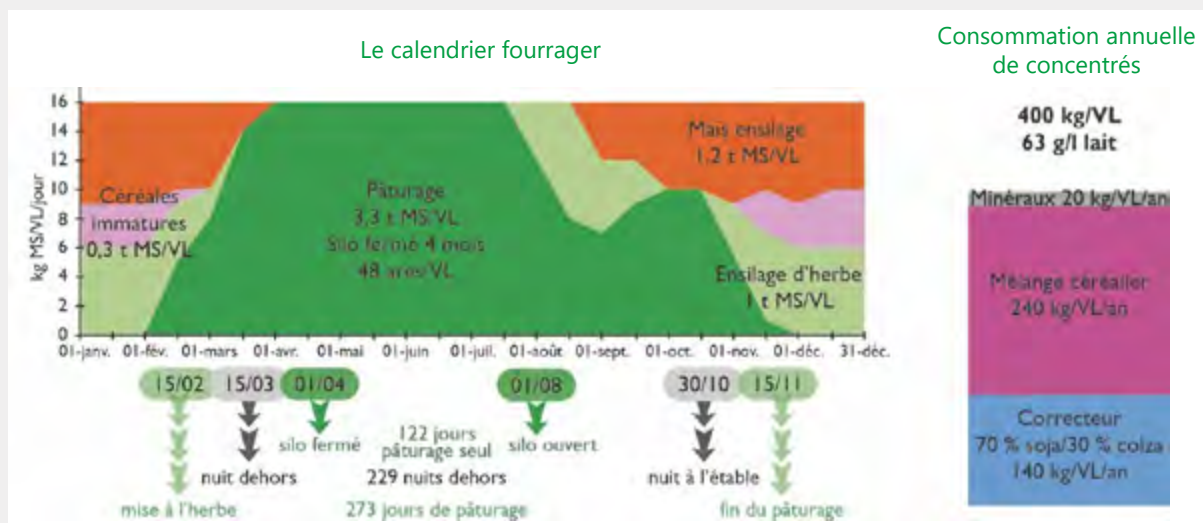 Le calendrier fourrager
kg MS/VL/jour
16
14
12
10
8
6
4
2
0
Céréales
immatures
0,3 t MS/VL
Pâturage
3,3 t MS/VL
Silo fermé 4 mois
48 ares/VL
Maïs ensilage
1,2 t MS/VL
Ensilage d'herbe
1 t MS/VL
01-janv.
01-fév.
01-mars
01-avr.
01-mai
01-juin
01-juil.
01-août
01-sept.
01-oct.
01-nov.
01-déc.
31-déc.
15/02
15/03
01/04
01/08
30/10
15/11
silo fermé
122 jours
pâturage seul
silo ouvert
nuit dehors
229 nuits dehors
nuit à l'étable
mise à l'herbe
273 jours de pâturage
fin du pâturage
Consommation annuelle
de concentrés
400 kg/VL
63 g/l lait
Minéraux 20 kg/VL/an
Mélange céréalier
240 kg/VL/an
Correcteur
70 % soja/30 % colza
140 kg/VL/an